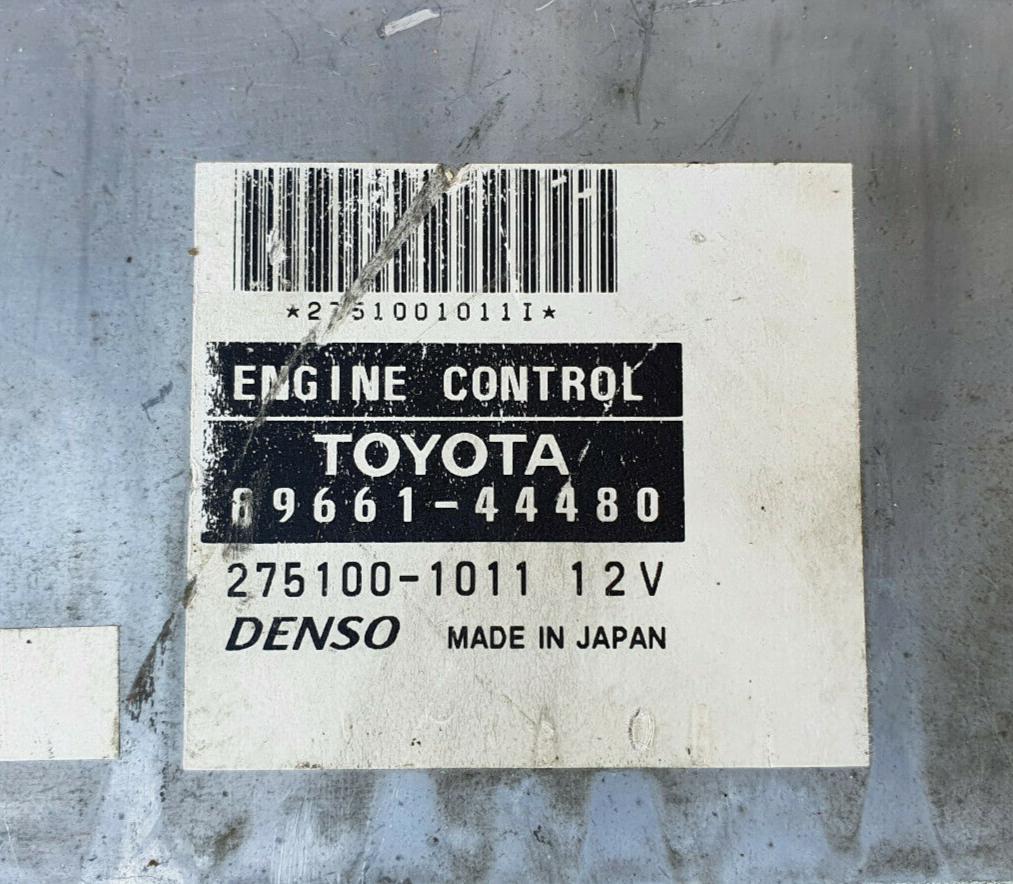 *2751001011I*
ENGINE CONTROL
TOYOTA
89661-44480
275100-1011 12V
DENSO MADE IN JAPAN